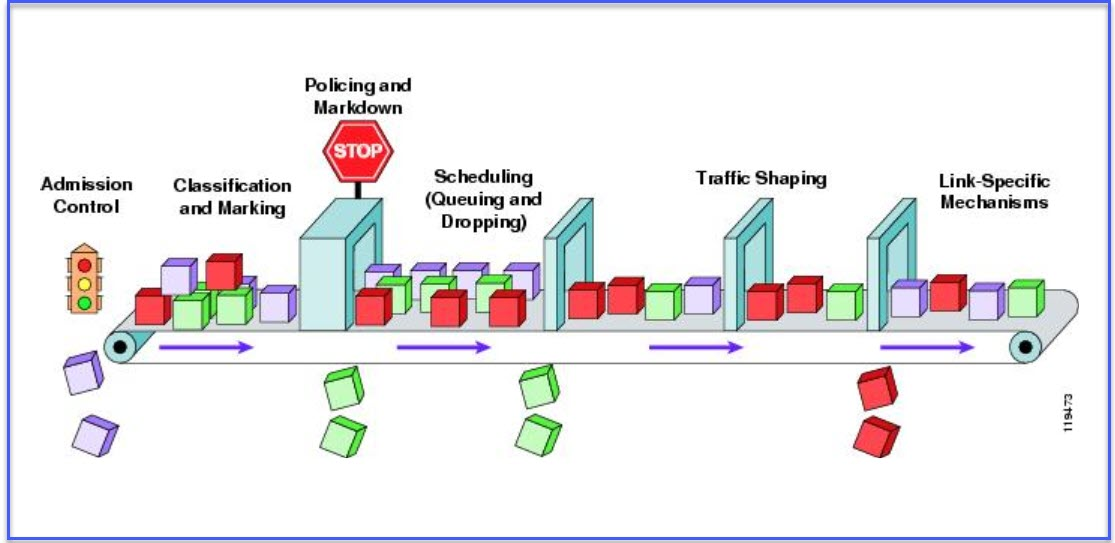 Policing and
Markdown
STOP
Admission
Control
Classification
and Marking
Scheduling
(Queuing and
Dropping)
Traffic Shaping
Link-Specific
Mechanisms
119473